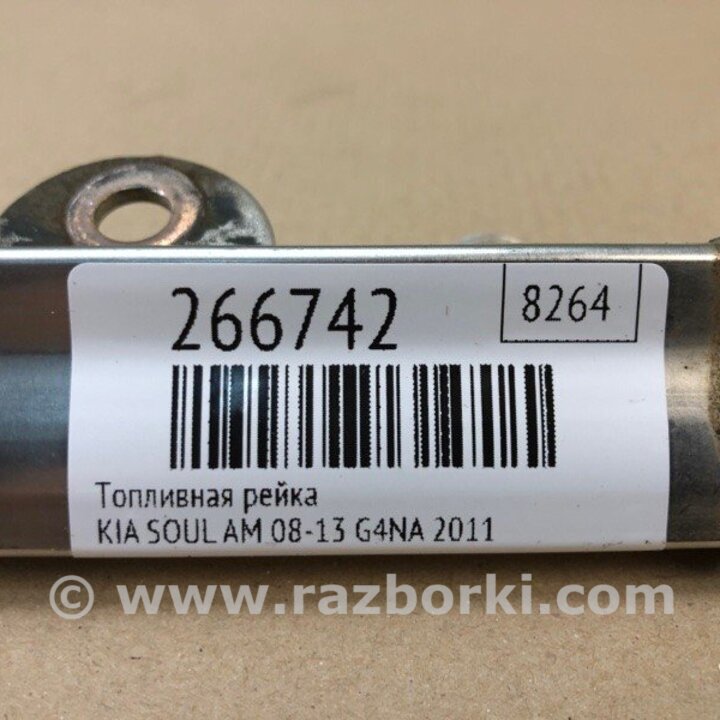 266742
8264
Топливная рейка
KIA SOUL AM 08-13 G4NA 2011
© www.razborki.com